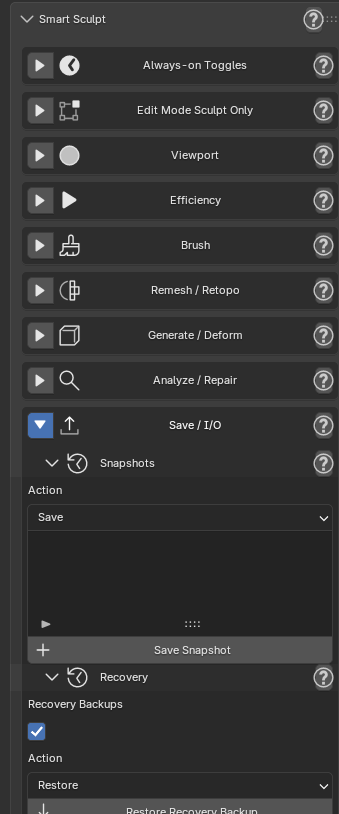 Smart Sculpt
Always-on Toggles
Edit Mode Sculpt Only
Viewport
Efficiency
Brush
Remesh / Retopo
Generate / Deform
Analyze / Repair
Save / I/O
Snapshots
Action
Save
Save Snapshot
Recovery
Recovery Backups
Action
Restore
Restore Recovery Backup